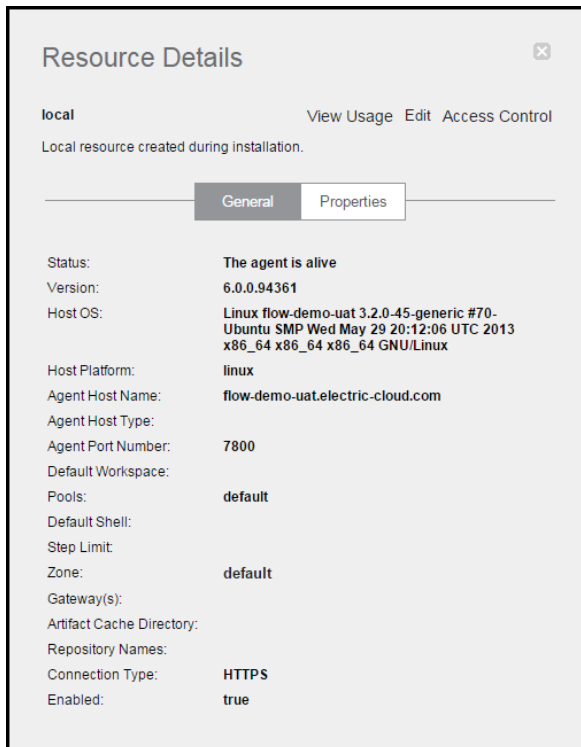 Resource Details
local View Usage Edit Access Control
Local resource created during installation.
General Properties
Status: The agent is alive
Version: 6.0.0.94361
Host OS: Linux flow-demo-uat 3.2.0-45-generic #70-
Ubuntu SMP Wed May 29 20:12:06 UTC 2013
x86_64 x86_64 x86_64 GNU/Linux
Host Platform: linux
Agent Host Name: flow-demo-uat.electric-cloud.com
Agent Host Type:
Agent Port Number: 7800
Default Workspace:
Pools: default
Default Shell:
Step Limit:
Zone: default
Gateway(s):
Artifact Cache Directory:
Repository Names:
Connection Type: HTTPS
Enabled: true